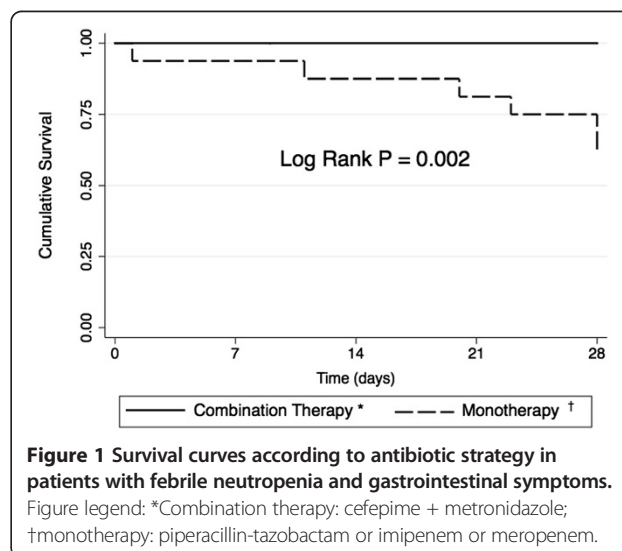 1.00
0.75
0.50
0.25
0.00
Cumulative Survival
Log Rank P = 0.002
0 7 14 21 28
Time (days)
Combination Therapy * Monotherapy †
Figure 1 Survival curves according to antibiotic strategy in
patients with febrile neutropenia and gastrointestinal symptoms.
Figure legend: *Combination therapy: cefepime + metronidazole;
†monotherapy: piperacillin-tazobactam or imipenem or meropenem.